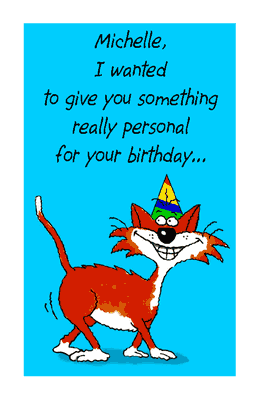 Michelle,
I wanted
to give you something
really personal
for your birthday...